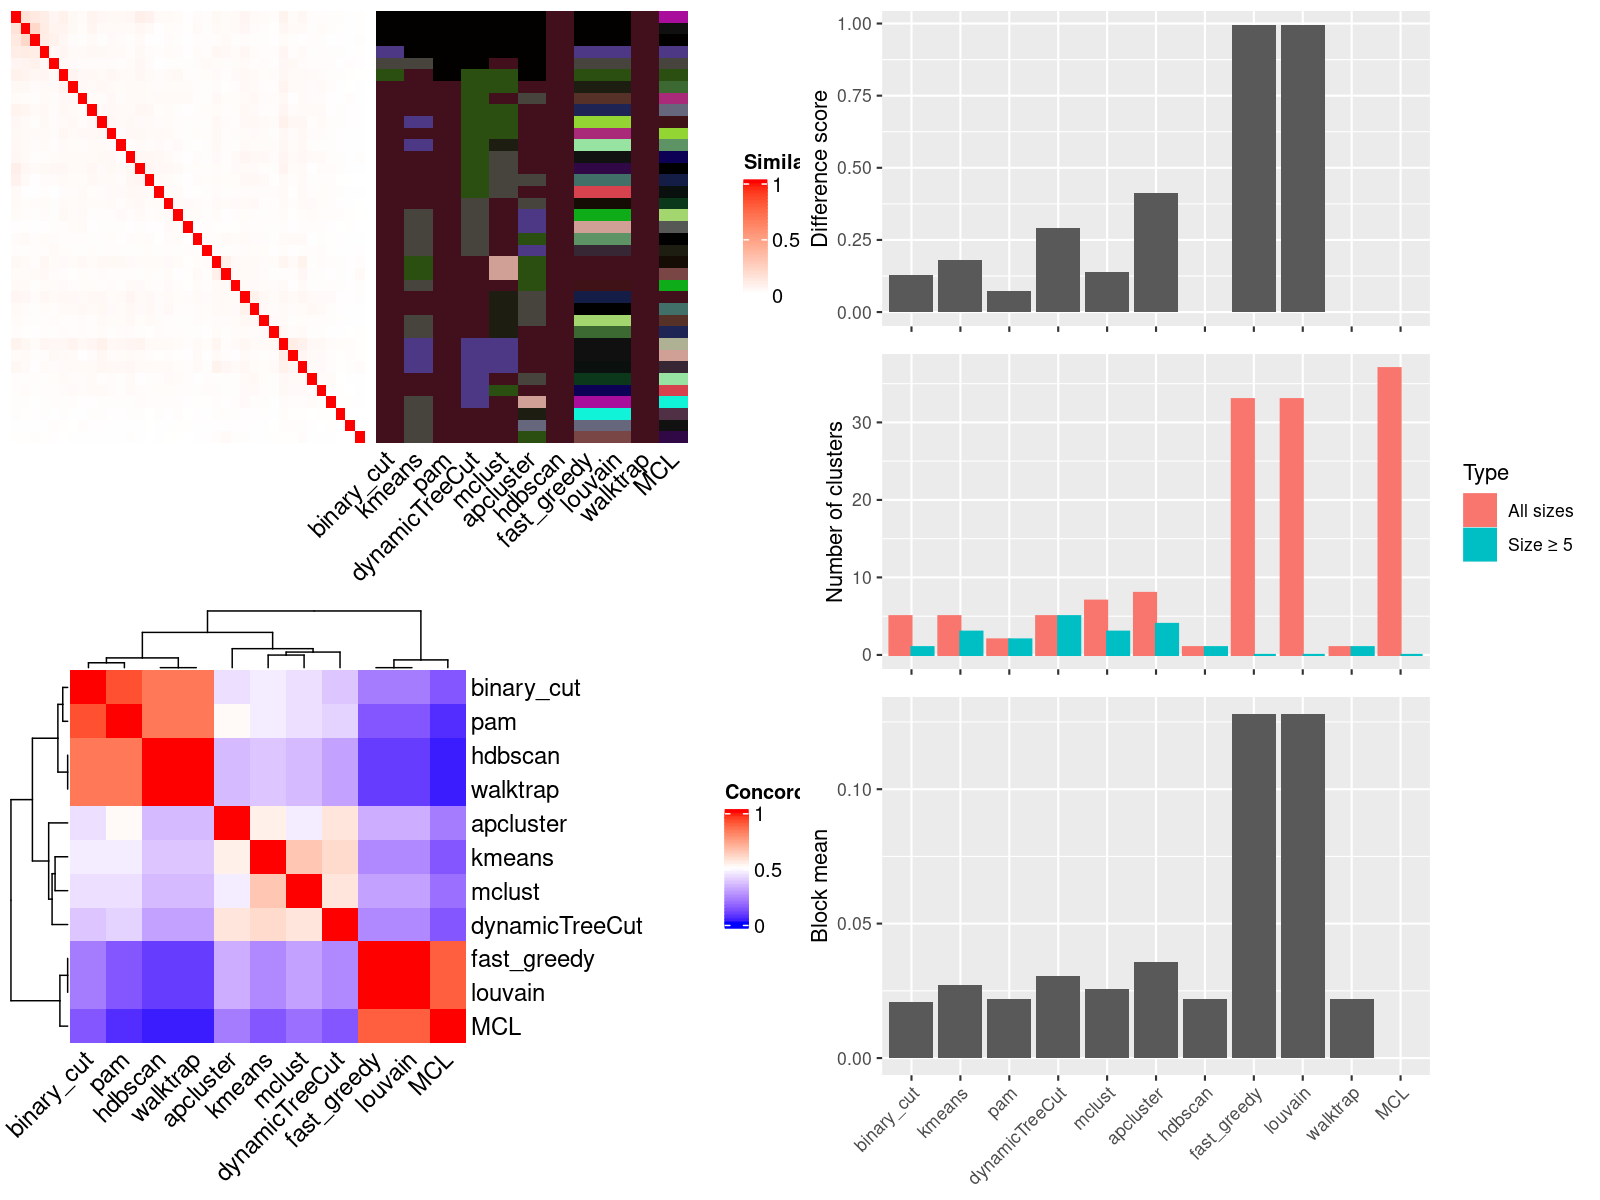 Simila
1
0.5
0
binary_cut
kmeans
pam
dynamicTreeCut
mclust
apcluster
hdbscan
fast_greedy
louvain
walktrap
MCL
Difference score
1.00
0.75
0.50
0.25
0.00
Number of clusters
30
20
10
0
Type
All sizes
Size ≥ 5
binary_cut
pam
hdbscan
walktrap
apcluster
kmeans
mclust
dynamicTreeCut
fast_greedy
louvain
MCL
binary_cut
pam
hdbscan
walktrap
apcluster
kmeans
mclust
dynamicTreeCut
fast_greedy
louvain
MCL
Concord
1
0.5
0
Block mean
0.10
0.05
0.00
binary_cut
kmeans
pam
dynamicTreeCut
mclust
apcluster
hdbscan
fast_greedy
louvain
walktrap
MCL